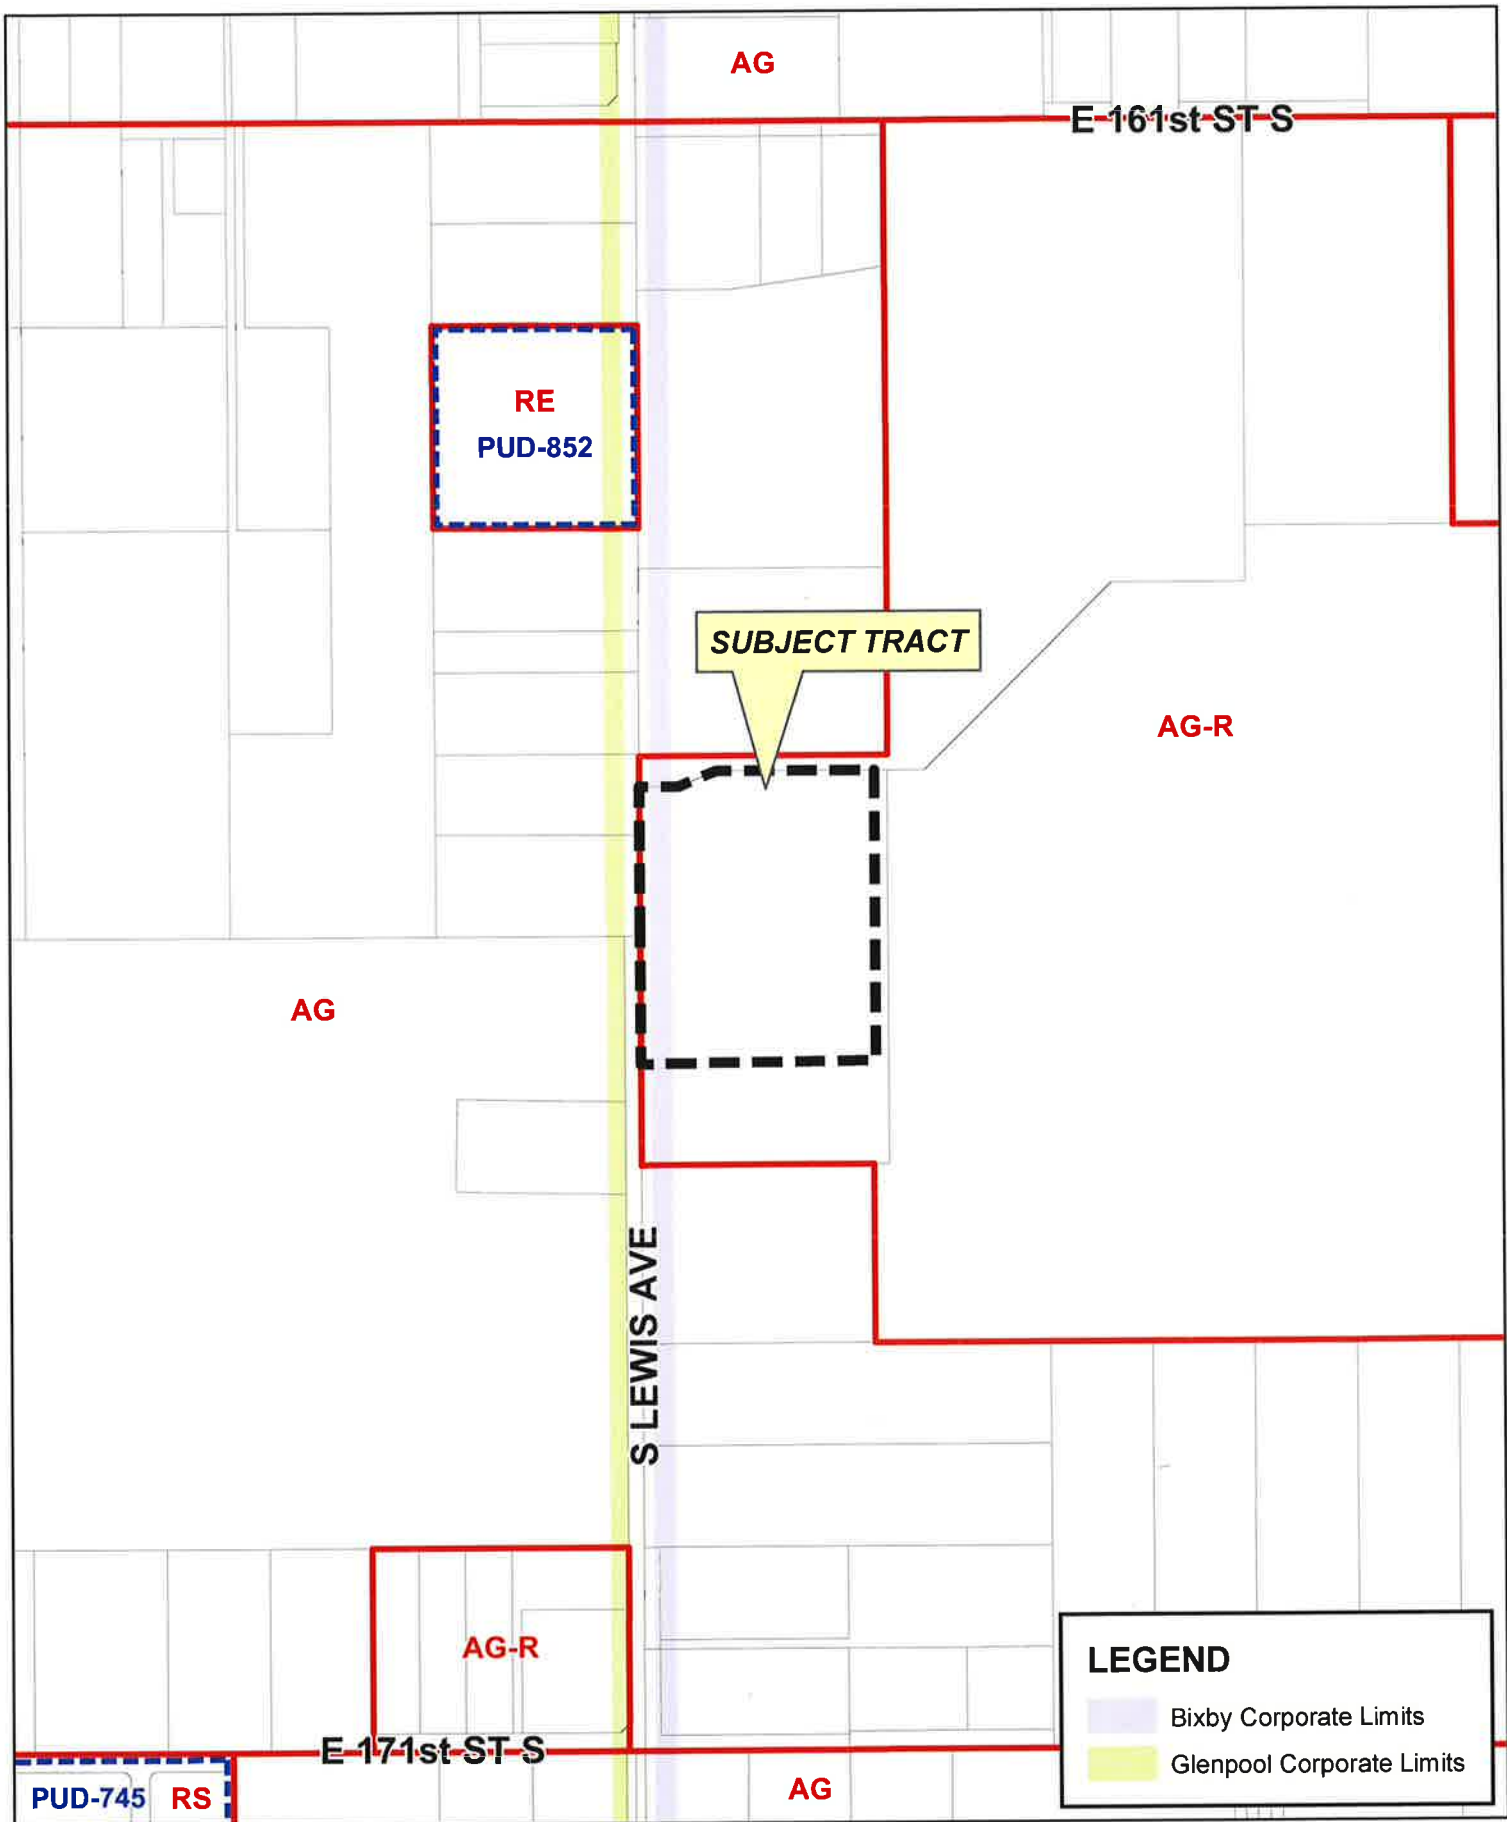 AG
E 161st ST S
RE
PUD-852
SUBJECT TRACT
AG-R
AG
S LEWIS AVE
AG-R
E 171st ST S
PUD-745 RS
AG
LEGEND
Bixby Corporate Limits
Glenpool Corporate Limits